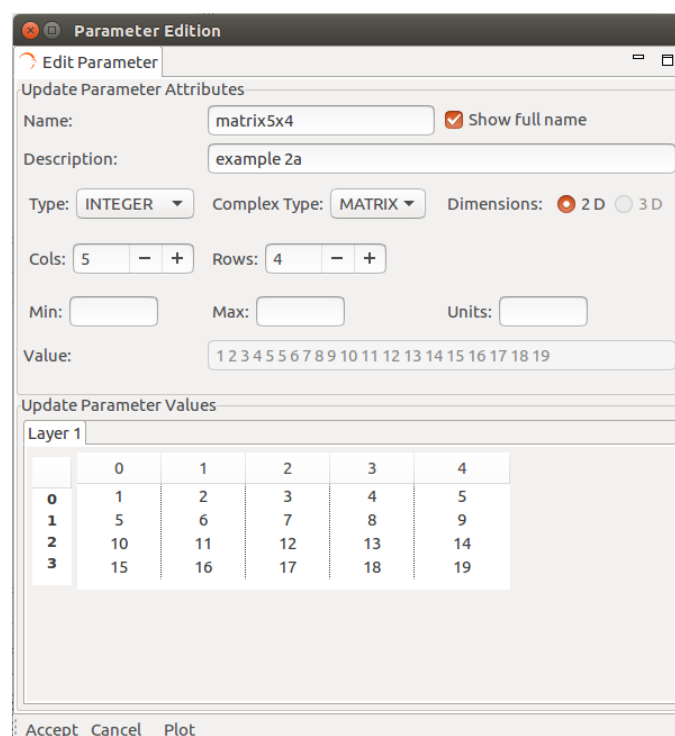 Parameter Edition
Edit Parameter
Update Parameter Attributes
Name: matrix5x4 Show full name
Description: example 2a
Type: INTEGER Complex Type: MATRIX Dimensions: 2 D 3 D
Cols: 5 − + Rows: 4 − +
Min: Max: Units:
Value: 1 2 3 4 5 5 6 7 8 9 10 11 12 13 14 15 16 17 18 19
Update Parameter Values
Layer 1
0 1 2 3 4
0 1 2 3 4 5
1 5 6 7 8 9
2 10 11 12 13 14
3 15 16 17 18 19
Accept Cancel Plot